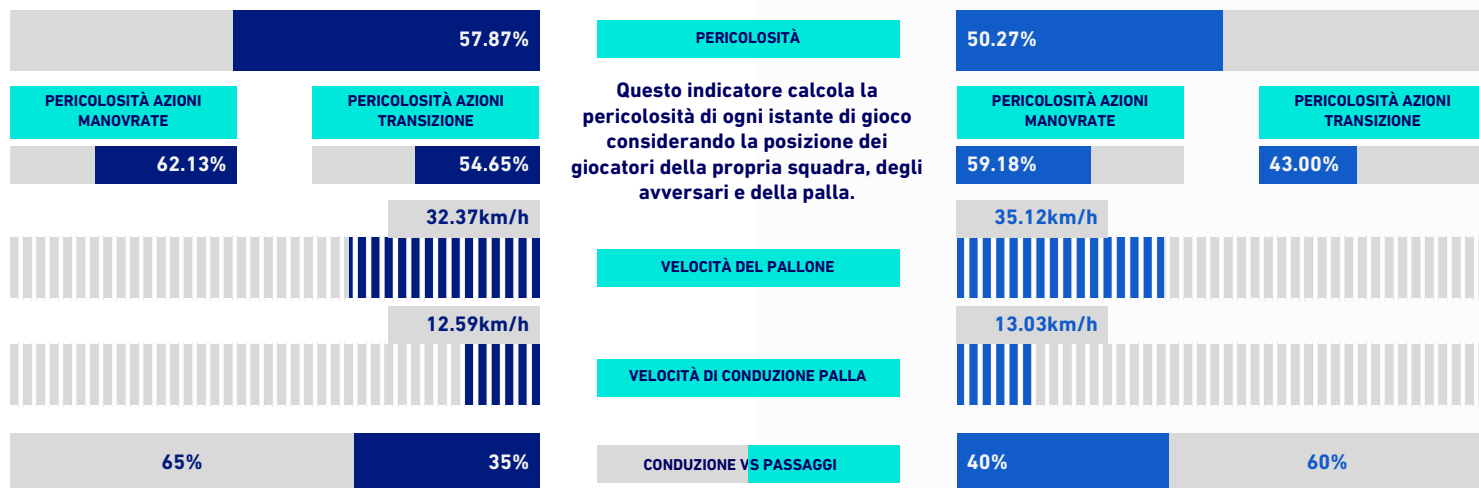 57.87%
PERICOLOSITÀ
50.27%
PERICOLOSITÀ AZIONI
MANOVRATE
PERICOLOSITÀ AZIONI
TRANSIZIONE
Questo indicatore calcola la
pericolosità di ogni istante di gioco
considerando la posizione dei
giocatori della propria squadra, degli
avversari e della palla.
PERICOLOSITÀ AZIONI
MANOVRATE
PERICOLOSITÀ AZIONI
TRANSIZIONE
62.13%
54.65%
59.18%
43.00%
32.37km/h
VELOCITÀ DEL PALLONE
35.12km/h
12.59km/h
VELOCITÀ DI CONDUZIONE PALLA
13.03km/h
65%
35%
CONDUZIONE VS PASSAGGI
40%
60%